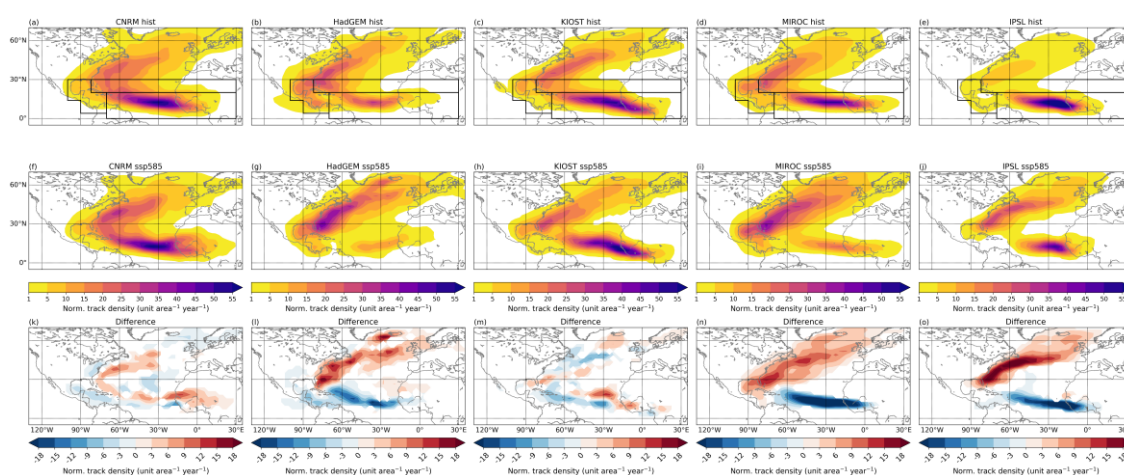 (a) CNRM hist (b) HadGEM hist (c) KIOST hist (d) MIROC hist (e) IPSL hist
60°N
30°N
0°
(f) CNRM ssp585 (g) HadGEM ssp585 (h) KIOST ssp585 (i) MIROC ssp585 (j) IPSL ssp585
60°N
30°N
0°
1 5 10 15 20 25 30 35 40 45 50 55 1 5 10 15 20 25 30 35 40 45 50 55 1 5 10 15 20 25 30 35 40 45 50 55 1 5 10 15 20 25 30 35 40 45 50 55 1 5 10 15 20 25 30 35 40 45 50 55
Norm. track density (unit area⁻¹ year⁻¹) Norm. track density (unit area⁻¹ year⁻¹) Norm. track density (unit area⁻¹ year⁻¹) Norm. track density (unit area⁻¹ year⁻¹) Norm. track density (unit area⁻¹ year⁻¹)
(k) Difference (l) Difference (m) Difference (n) Difference (o) Difference
120°W 90°W 60°W 30°W 0° 30°E 120°W 90°W 60°W 30°W 0° 30°E 120°W 90°W 60°W 30°W 0° 30°E 120°W 90°W 60°W 30°W 0° 30°E 120°W 90°W 60°W 30°W 0° 30°E
-18 -15 -12 -9 -6 -3 0 3 6 9 12 15 18 -18 -15 -12 -9 -6 -3 0 3 6 9 12 15 18 -18 -15 -12 -9 -6 -3 0 3 6 9 12 15 18 -18 -15 -12 -9 -6 -3 0 3 6 9 12 15 18 -18 -15 -12 -9 -6 -3 0 3 6 9 12 15 18
Norm. track density (unit area⁻¹ year⁻¹) Norm. track density (unit area⁻¹ year⁻¹) Norm. track density (unit area⁻¹ year⁻¹) Norm. track density (unit area⁻¹ year⁻¹) Norm. track density (unit area⁻¹ year⁻¹)